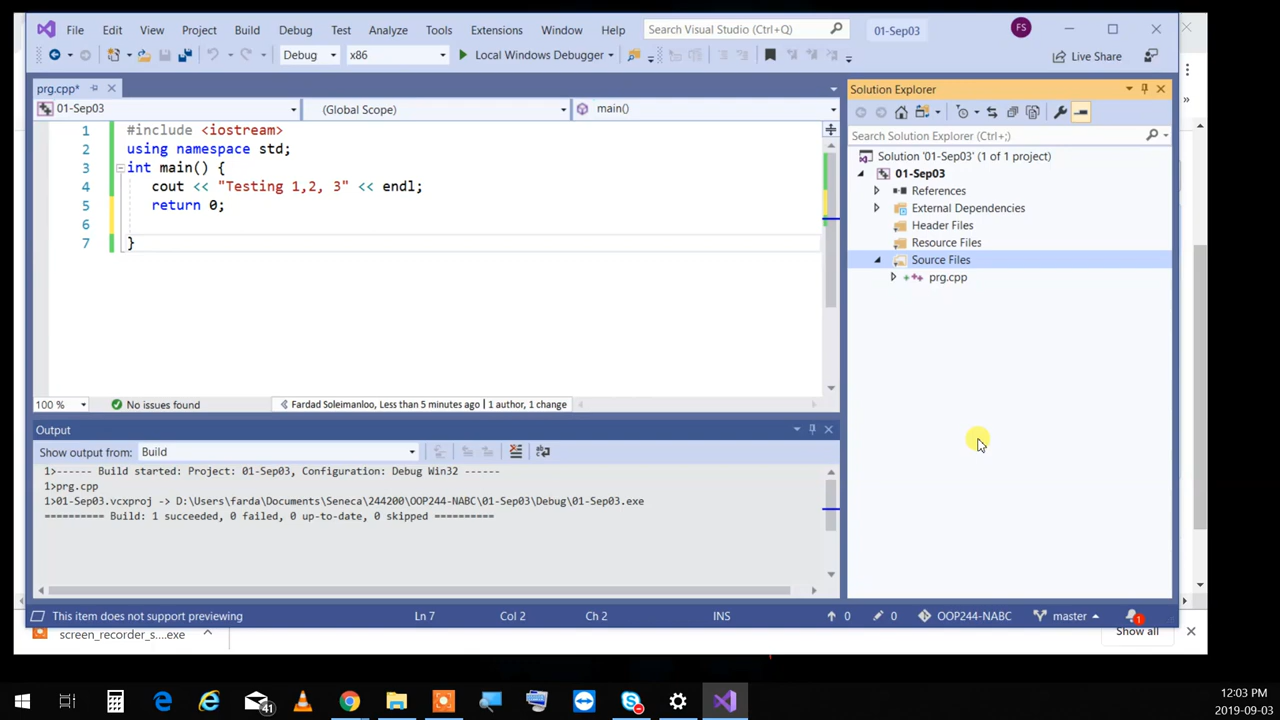 File Edit View Project Build Debug Test Analyze Tools Extensions Window Help Search Visual Studio (Ctrl+Q) 01-Sep03 FS
Debug x86 Local Windows Debugger Live Share
prg.cpp*
01-Sep03 (Global Scope) main()
1 #include <iostream>
2 using namespace std;
3 int main() {
4 cout << "Testing 1,2, 3" << endl;
5 return 0;
6
7 }
100 % No issues found Fardad Soleimanloo, Less than 5 minutes ago | 1 author, 1 change
Output
Show output from: Build
1>------ Build started: Project: 01-Sep03, Configuration: Debug Win32 ------
1>prg.cpp
1>01-Sep03.vcxproj -> D:\Users\farda\Documents\Seneca\244200\OOP244-NABC\01-Sep03\Debug\01-Sep03.exe
========== Build: 1 succeeded, 0 failed, 0 up-to-date, 0 skipped ==========
Solution Explorer
Search Solution Explorer (Ctrl+;)
Solution '01-Sep03' (1 of 1 project)
01-Sep03
References
External Dependencies
Header Files
Resource Files
Source Files
prg.cpp
This item does not support previewing Ln 7 Col 2 Ch 2 INS 0 0 OOP244-NABC master 1
screen_recorder_s....exe Show all
41
12:03 PM
2019-09-03